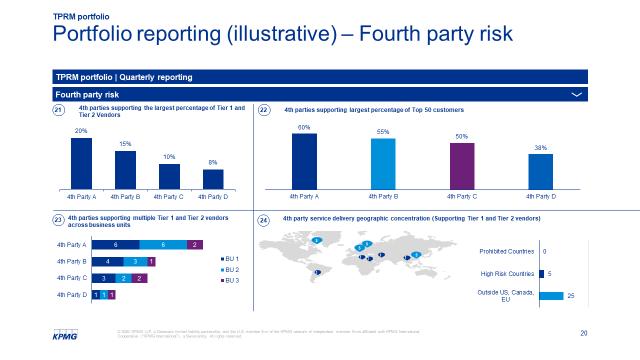 TPRM portfolio
Portfolio reporting (illustrative) – Fourth party risk
TPRM portfolio | Quarterly reporting
Fourth party risk
21
4th parties supporting the largest percentage of Tier 1 and
Tier 2 Vendors
20%
15%
10%
8%
4th Party A
4th Party B
4th Party C
4th Party D
22
4th parties supporting largest percentage of Top 50 customers
60%
55%
50%
38%
4th Party A
4th Party B
4th Party C
4th Party D
23
4th parties supporting multiple Tier 1 and Tier 2 vendors
across business units
4th Party A 6 6 2
4th Party B 4 3 1
4th Party C 3 2 2
4th Party D 1 1 1
BU 1
BU 2
BU 3
24
4th party service delivery geographic concentration (Supporting Tier 1 and Tier 2 vendors)
Prohibited Countries 0
High Risk Countries 5
Outside US, Canada,
EU
25
KPMG
20